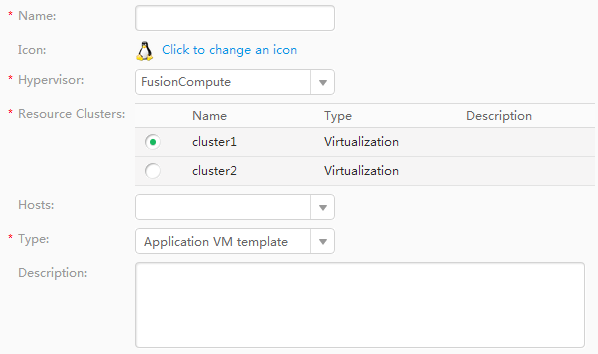 * Name:
Icon: Click to change an icon
* Hypervisor: FusionCompute
* Resource Clusters: Name Type Description
cluster1 Virtualization
cluster2 Virtualization
Hosts:
* Type: Application VM template
Description: